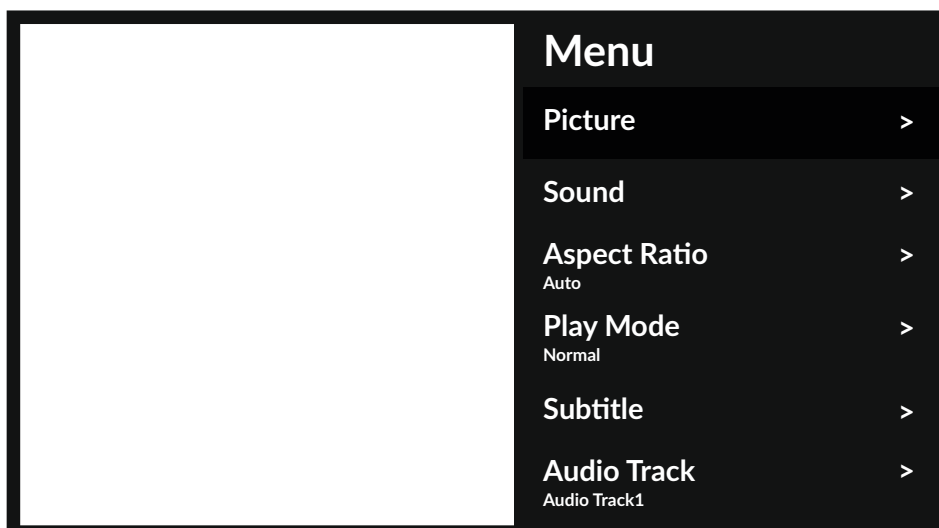 Menu
Picture >
Sound >
Aspect Ratio >
Auto
Play Mode >
Normal
Subtitle >
Audio Track >
Audio Track1